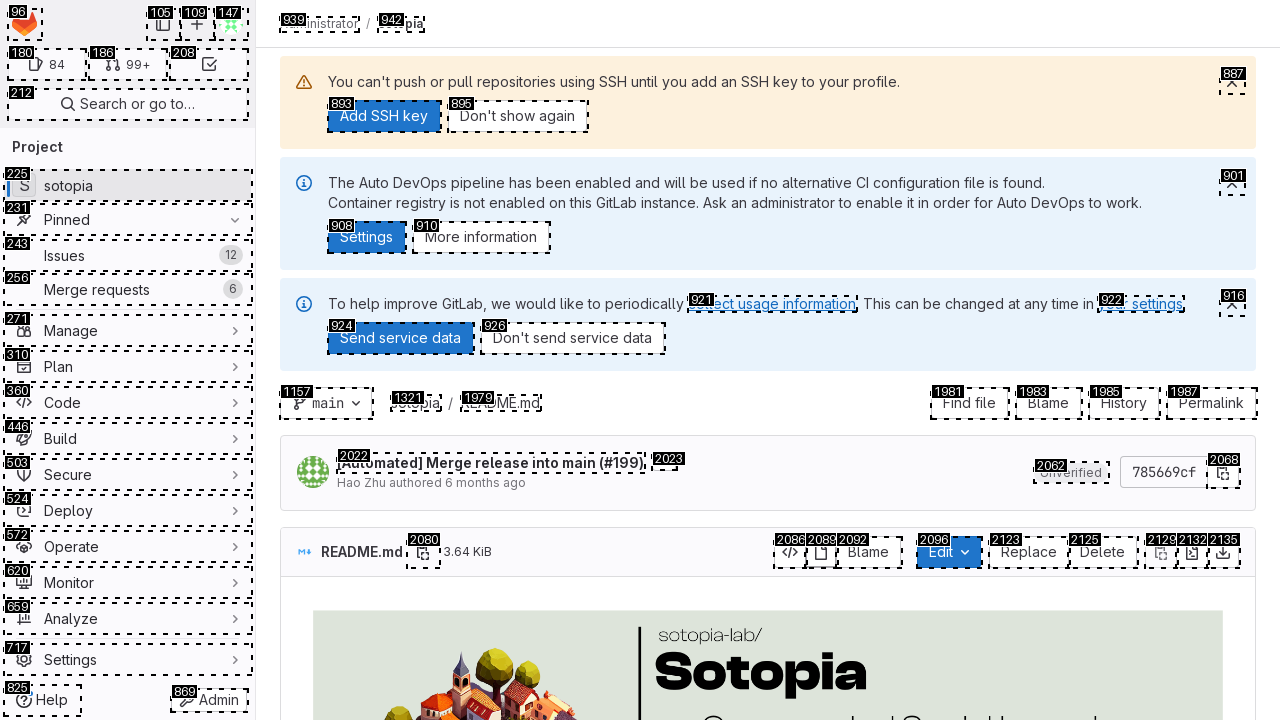 96
105
109
147
939
administrator
/
942
sotopia
180
84
186
99+
208
212
Search or go to…
Project
225
S
sotopia
231
Pinned
243
Issues
12
256
Merge requests
6
271
Manage
310
Plan
360
Code
446
Build
503
Secure
524
Deploy
572
Operate
620
Monitor
659
Analyze
717
Settings
825
Help
869
Admin
You can't push or pull repositories using SSH until you add an SSH key to your profile.
887
893
Add SSH key
895
Don't show again
The Auto DevOps pipeline has been enabled and will be used if no alternative CI configuration file is found.
901
Container registry is not enabled on this GitLab instance. Ask an administrator to enable it in order for Auto DevOps to work.
908
Settings
910
More information
To help improve GitLab, we would like to periodically
921
collect usage information
. This can be changed at any time in
922
your settings
916
924
Send service data
926
Don't send service data
1157
main
1321
sotopia
/
1979
README.md
1981
Find file
1983
Blame
1985
History
1987
Permalink
2022
[Automated] Merge release into main (#199)
2023
Hao Zhu authored 6 months ago
2062
Unverified
785669cf
2068
README.md
2080
3.64 KiB
2086
2089
2092
Blame
2096
Edit
2123
Replace
2125
Delete
2129
2132
2135
sotopia-lab/
Sotopia